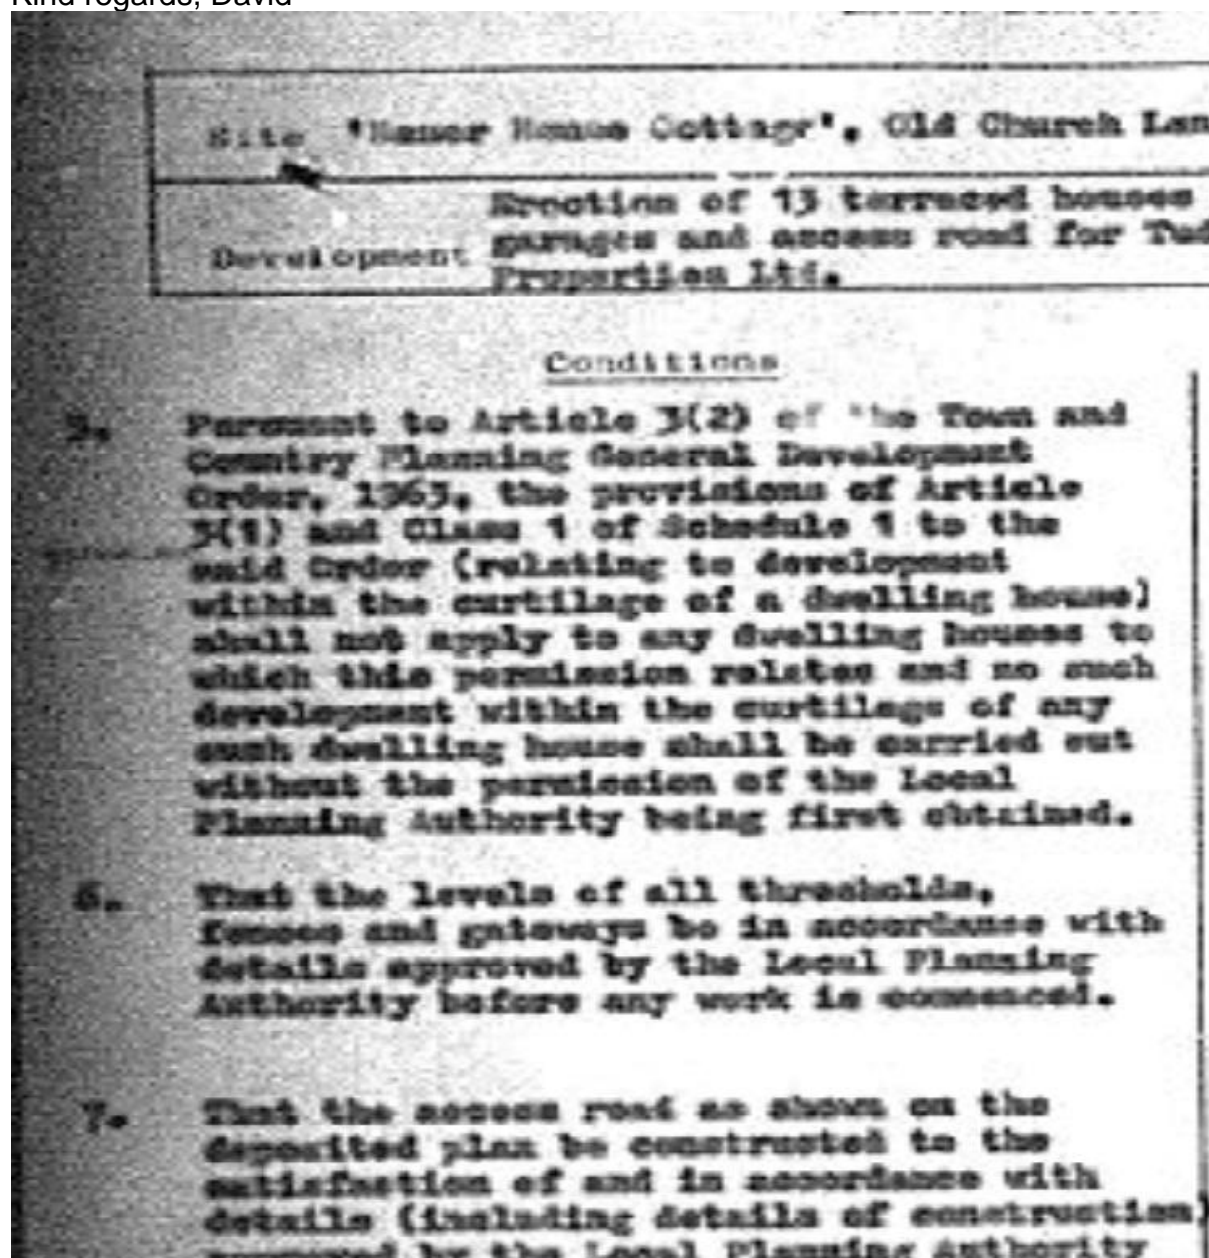 Kind regards, David
Site 'Manor House Cottage', Old Church Lan
Erection of 13 terraced houses
Development garages and access road for Tud
Properties Ltd.
Conditions
5. Pursuant to Article 3(2) of the Town and
Country Planning General Development
Order, 1963, the provisions of Article
3(1) and Class 1 of Schedule 1 to the
said Order (relating to development
within the curtilage of a dwelling house)
shall not apply to any dwelling houses to
which this permission relates and no such
development within the curtilage of any
such dwelling house shall be carried out
without the permission of the Local
Planning Authority being first obtained.
6. That the levels of all thresholds,
fences and gateways be in accordance with
details approved by the Local Planning
Authority before any work is commenced.
7. That the access road as shown on the
deposited plan be constructed to the
satisfaction of and in accordance with
details (including details of construction)
approved by the Local Planning Authority